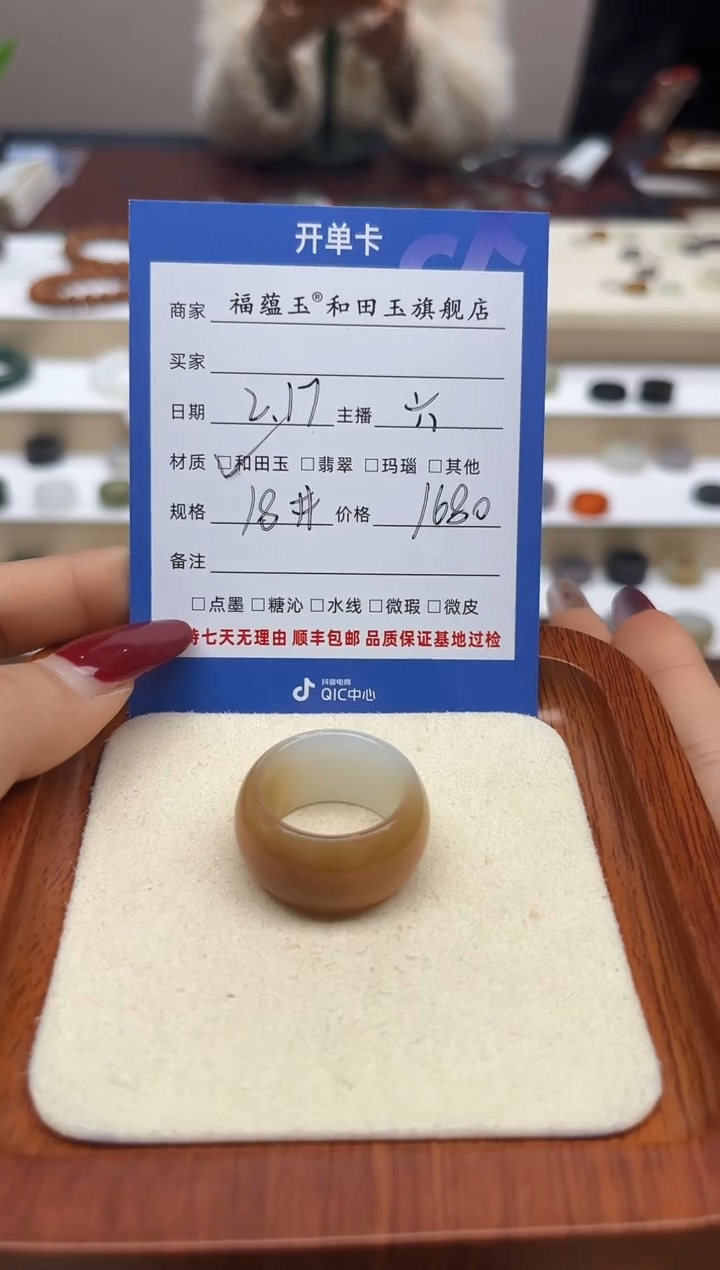 开单卡
商家 福蕴玉®和田玉旗舰店
买家
日期 2.17 主播 六
材质 ☑和田玉 □翡翠 □玛瑙 □其他
规格 18# 价格 1680
备注
□点墨 □糖沁 □水线 □微瑕 □微皮
持七天无理由 顺丰包邮 品质保证基地过检
抖音电商
QIC中心